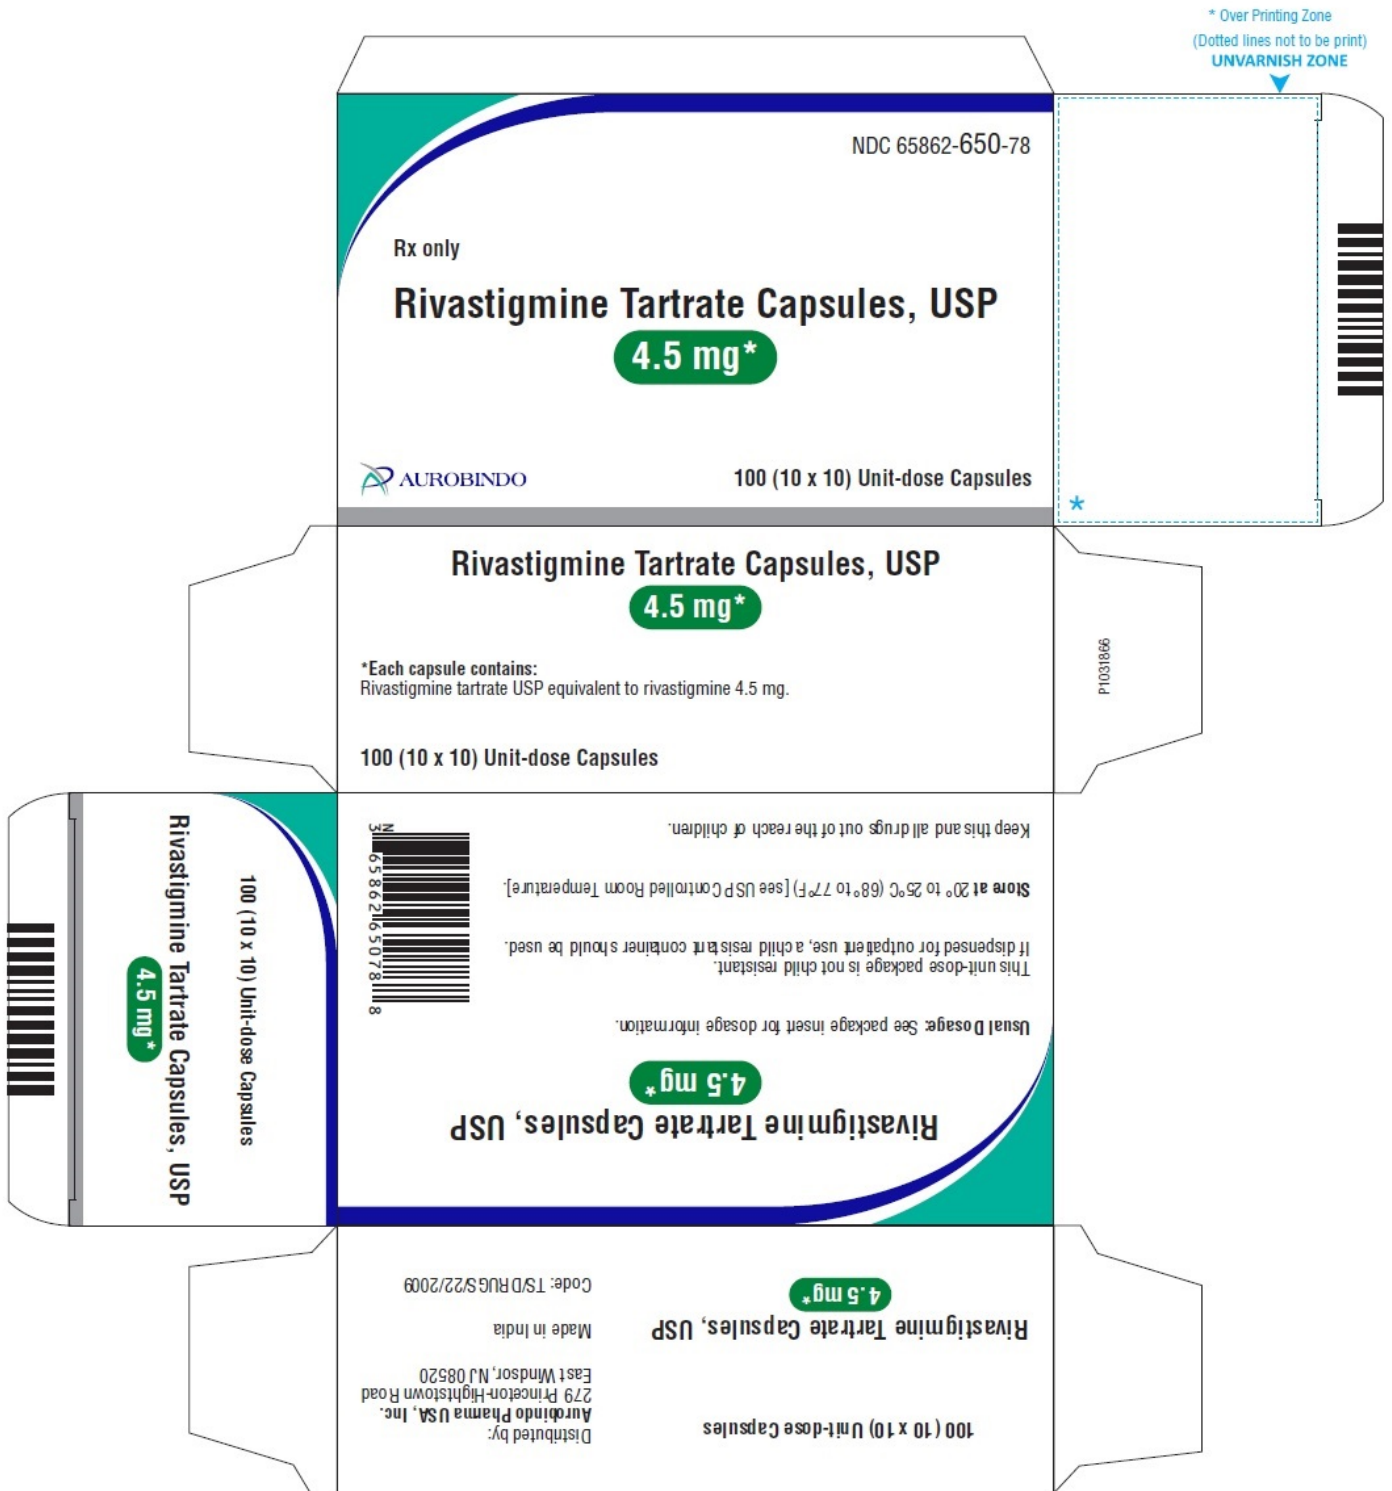 * Over Printing Zone
(Dotted lines not to be print)
UNVARNISH ZONE
NDC 65862-650-78
Rx only
Rivastigmine Tartrate Capsules, USP
4.5 mg*
AUROBINDO
100 (10 x 10) Unit-dose Capsules
*
Rivastigmine Tartrate Capsules, USP
4.5 mg*
*Each capsule contains:
Rivastigmine tartrate USP equivalent to rivastigmine 4.5 mg.
100 (10 x 10) Unit-dose Capsules
P1031866
Rivastigmine Tartrate Capsules, USP
4.5 mg*
100 (10 x 10) Unit-dose Capsules
Rivastigmine Tartrate Capsules, USP
4.5 mg*
Usual Dosage: See package insert for dosage information.
This unit-dose package is not child resistant.
If dispensed for outpatient use, a child resistant container should be used.
Store at 20° to 25°C (68° to 77°F) [see USP Controlled Room Temperature].
Keep this and all drugs out of the reach of children.
N
3 65862 65078 8
100 (10 x 10) Unit-dose Capsules
Rivastigmine Tartrate Capsules, USP
4.5 mg*
Distributed by:
Aurobindo Pharma USA, Inc.
279 Princeton-Hightstown Road
East Windsor, NJ 08520
Made in India
Code: TS/DRUGS/22/2009